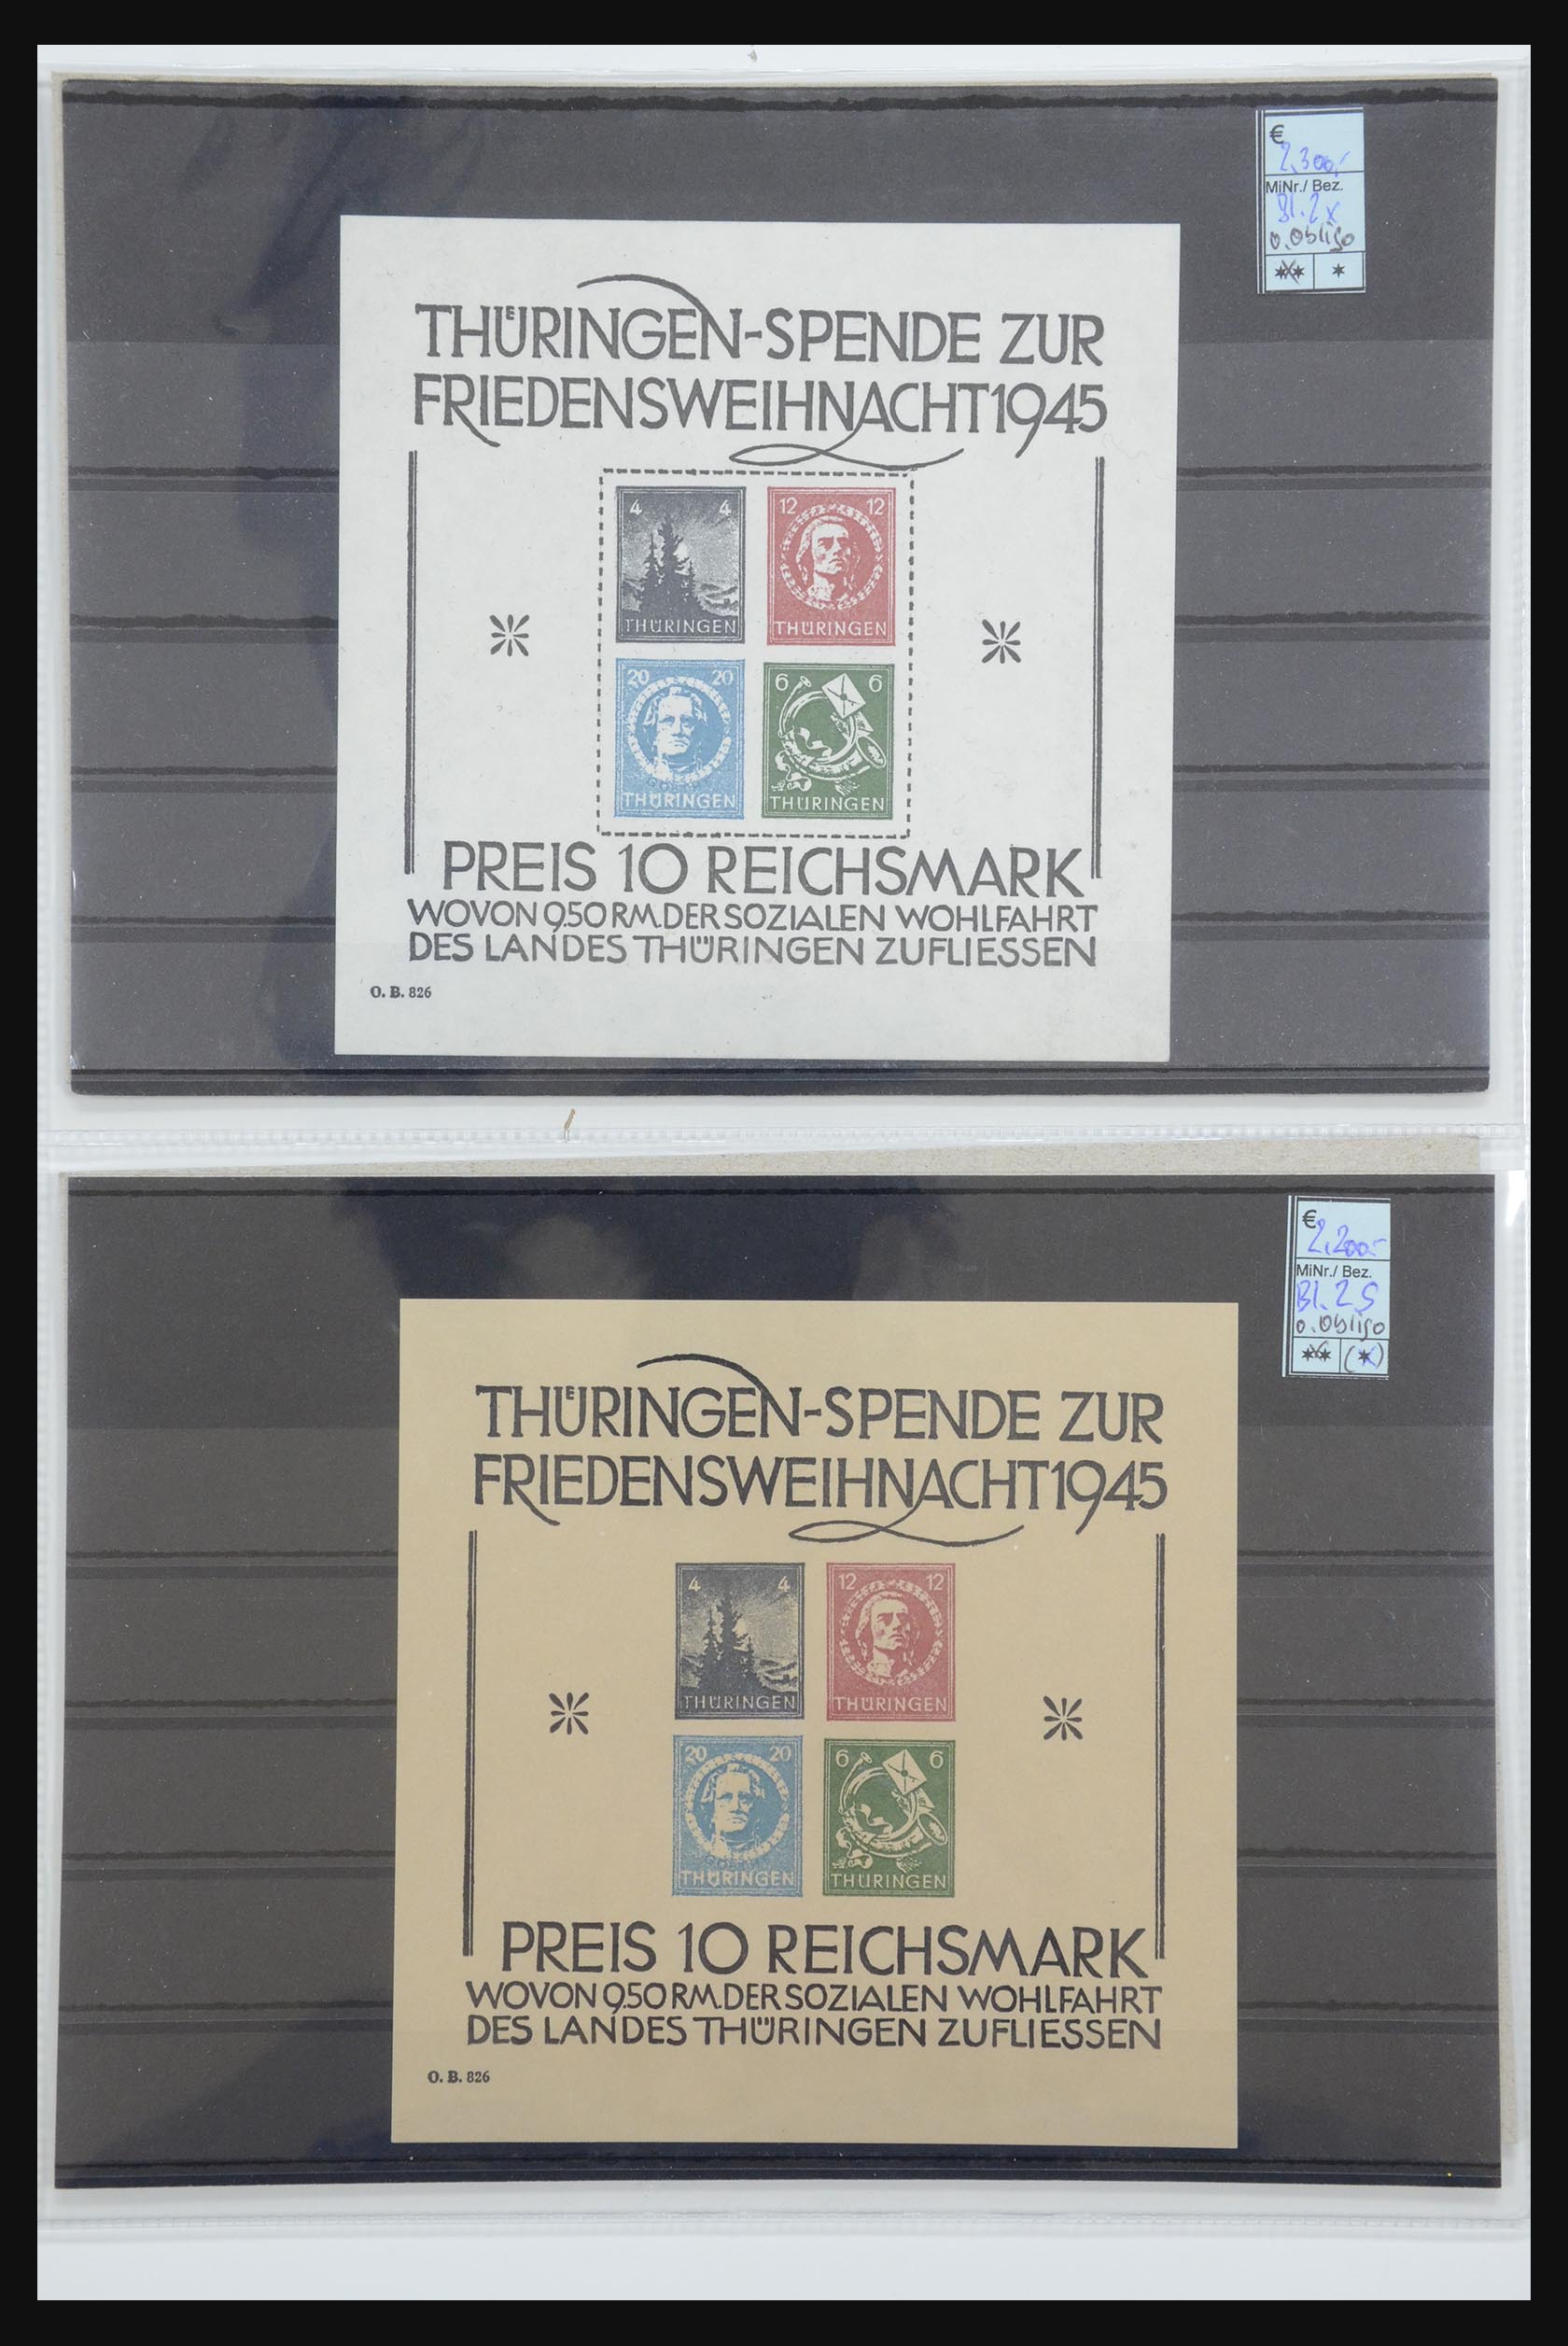 €
2,300,-
MiNr./ Bez.
Bl. 2 x
o. Obligo
** *
THÜRINGEN-SPENDE ZUR
FRIEDENSWEIHNACHT 1945
4 4
THÜRINGEN
12 12
THÜRINGEN
20 20
THÜRINGEN
6 6
THÜRINGEN
PREIS 10 REICHSMARK
WOVON 9.50 RM. DER SOZIALEN WOHLFAHRT
DES LANDES THÜRINGEN ZUFLIESSEN
O. B. 826
€
2,200,-
MiNr./ Bez.
Bl. 2 S
o. Obligo
** (*)
THÜRINGEN-SPENDE ZUR
FRIEDENSWEIHNACHT 1945
4 4
THÜRINGEN
12 12
THÜRINGEN
20 20
THÜRINGEN
6 6
THÜRINGEN
PREIS 10 REICHSMARK
WOVON 9.50 RM. DER SOZIALEN WOHLFAHRT
DES LANDES THÜRINGEN ZUFLIESSEN
O. B. 826